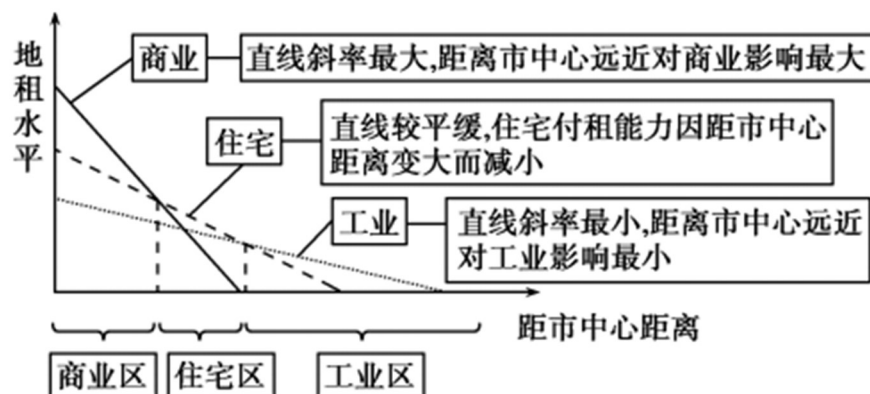 地租水平
商业
直线斜率最大,距离市中心远近对商业影响最大
住宅
直线较平缓,住宅付租能力因距市中心
距离变大而减小
工业
直线斜率最小,距离市中心远近
对工业影响最小
距市中心距离
商业区
住宅区
工业区